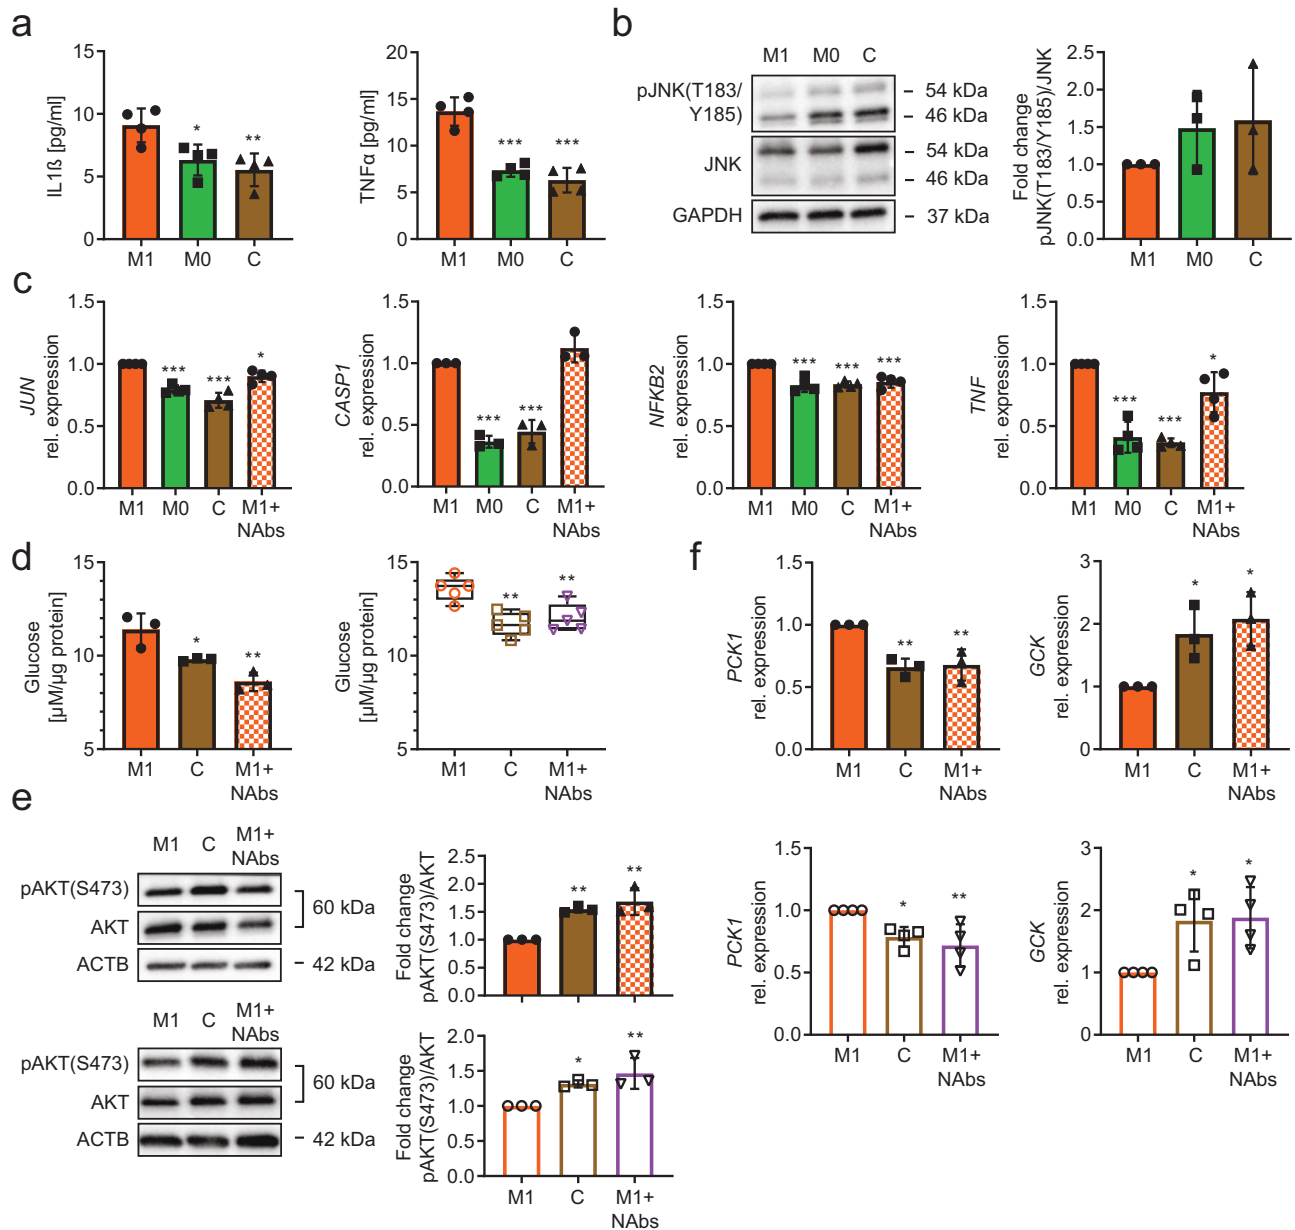 a
IL1ß [pg/ml]
15
10
5
0
*
**
M1 M0 C
TNFα [pg/ml]
20
15
10
5
0
***
***
M1 M0 C
b
M1 M0 C
pJNK(T183/
Y185)
– 54 kDa
– 46 kDa
JNK
– 54 kDa
– 46 kDa
GAPDH
– 37 kDa
Fold change
pJNK(T183/Y185)/JNK
2.5
2.0
1.5
1.0
0.5
0.0
M1 M0 C
c
JUN
rel. expression
1.5
1.0
0.5
0.0
***
***
*
M1 M0 C M1+
NAbs
CASP1
rel. expression
1.5
1.0
0.5
0.0
***
***
M1 M0 C M1+
NAbs
NFKB2
rel. expression
1.5
1.0
0.5
0.0
***
***
***
M1 M0 C M1+
NAbs
TNF
rel. expression
1.5
1.0
0.5
0.0
***
***
*
M1 M0 C M1+
NAbs
d
Glucose
[µM/µg protein]
15
10
5
*
**
M1 C M1+
NAbs
Glucose
[µM/µg protein]
15
10
5
**
**
M1 C M1+
NAbs
e
M1 C M1+
NAbs
pAKT(S473)
AKT
60 kDa
ACTB
– 42 kDa
Fold change
pAKT(S473)/AKT
2.5
2.0
1.5
1.0
0.5
0.0
**
**
M1 C M1+
NAbs
pAKT(S473)
AKT
60 kDa
ACTB
– 42 kDa
Fold change
pAKT(S473)/AKT
2.0
1.5
1.0
0.5
0.0
*
**
M1 C M1+
NAbs
f
PCK1
rel. expression
1.5
1.0
0.5
0.0
**
**
M1 C M1+
NAbs
GCK
rel. expression
3
2
1
0
*
*
M1 C M1+
NAbs
PCK1
rel. expression
1.5
1.0
0.5
0.0
*
**
M1 C M1+
NAbs
GCK
rel. expression
3
2
1
0
*
*
M1 C M1+
NAbs